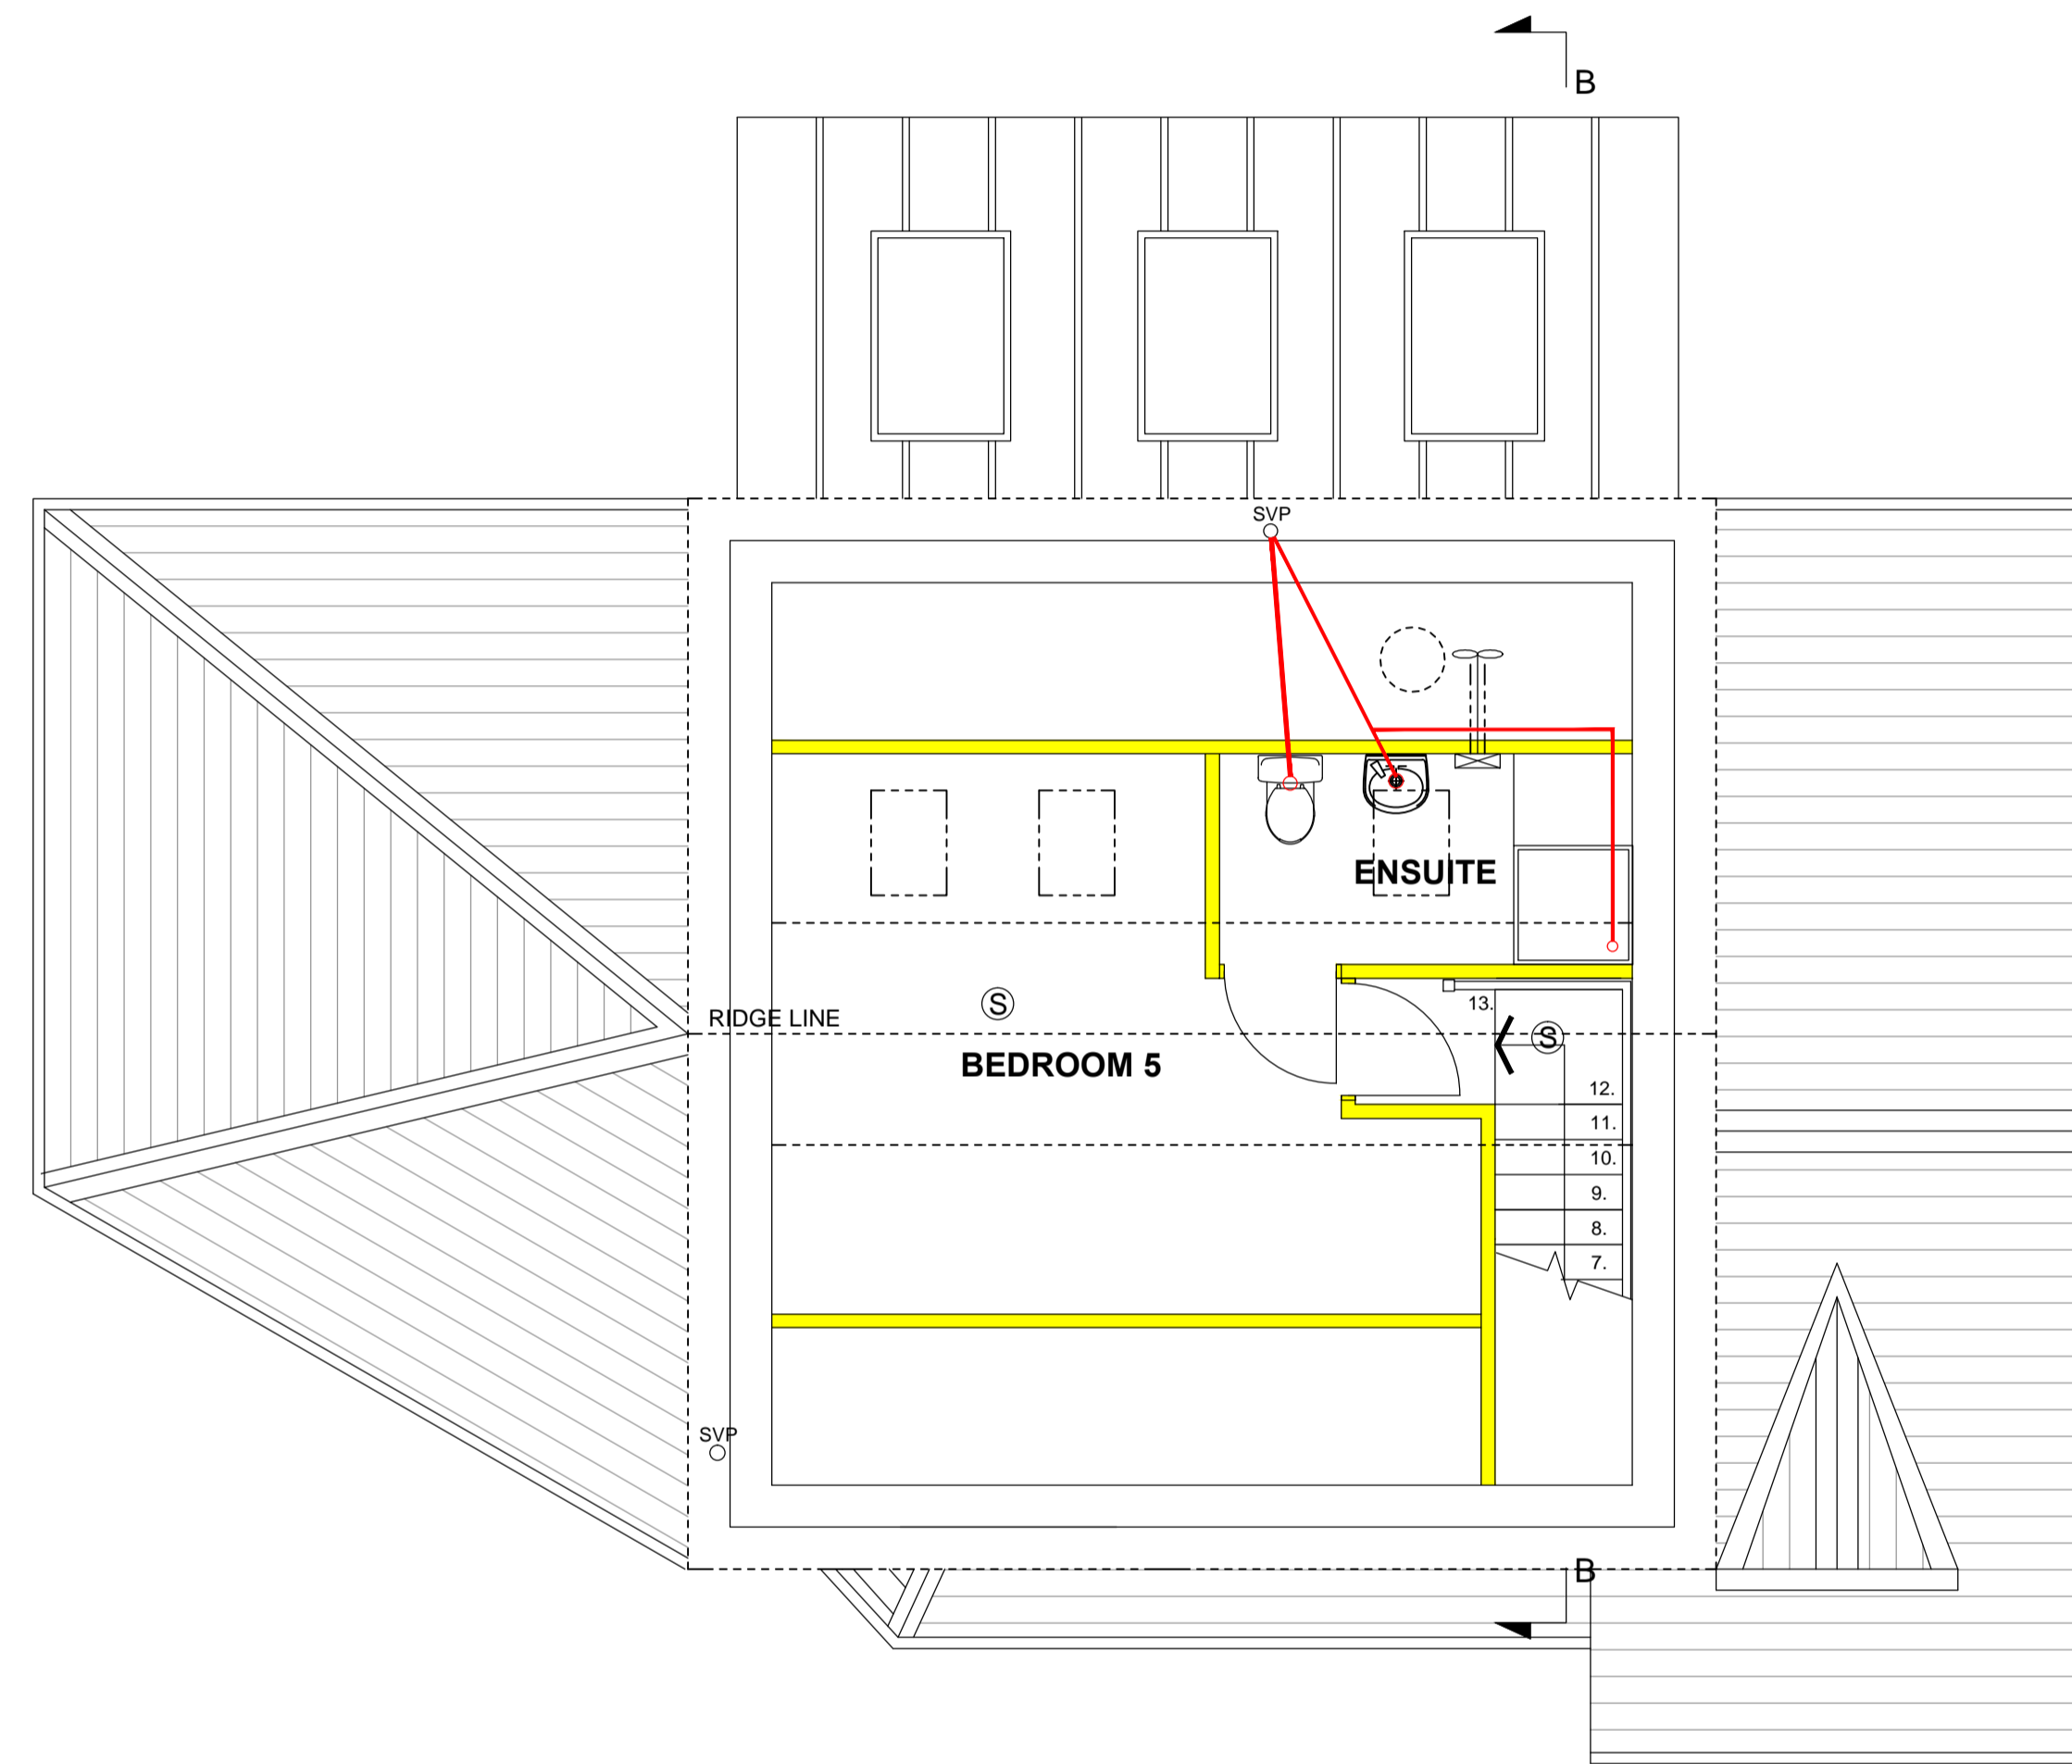 B
SVP
ENSUITE
S
13.
RIDGE LINE
S
BEDROOM 5
12.
11.
10.
9.
8.
7.
SVP
B